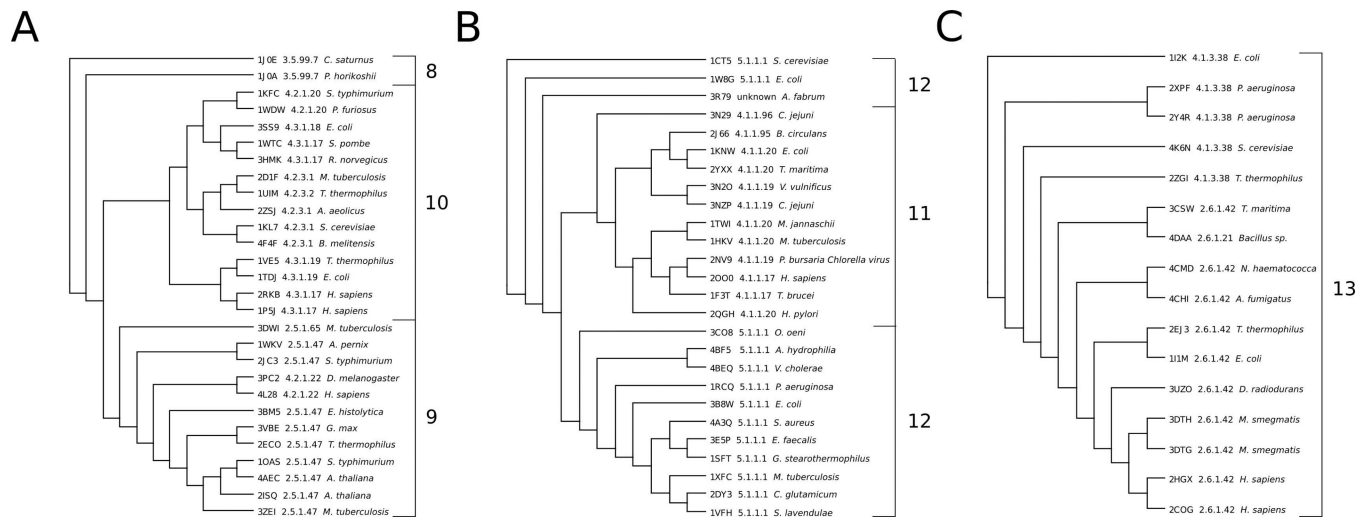 A
1J0E 3.5.99.7 C. saturnus
1J0A 3.5.99.7 P. horikoshii
8
1KFC 4.2.1.20 S. typhimurium
1WDW 4.2.1.20 P. furiosus
3SS9 4.3.1.18 E. coli
1WTC 4.3.1.17 S. pombe
3HMK 4.3.1.17 R. norvegicus
2D1F 4.2.3.1 M. tuberculosis
1UIM 4.2.3.2 T. thermophilus
2ZSJ 4.2.3.1 A. aeolicus
1KL7 4.2.3.1 S. cerevisiae
4F4F 4.2.3.1 B. melitensis
1VE5 4.3.1.19 T. thermophilus
1TDJ 4.3.1.19 E. coli
2RKB 4.3.1.17 H. sapiens
1P5J 4.3.1.17 H. sapiens
10
3DWI 2.5.1.65 M. tuberculosis
1WKV 2.5.1.47 A. pernix
2JC3 2.5.1.47 S. typhimurium
3PC2 4.2.1.22 D. melanogaster
4L28 4.2.1.22 H. sapiens
3BM5 2.5.1.47 E. histolytica
3VBE 2.5.1.47 G. max
2ECO 2.5.1.47 T. thermophilus
1OAS 2.5.1.47 S. typhimurium
4AEC 2.5.1.47 A. thaliana
2ISQ 2.5.1.47 A. thaliana
3ZEI 2.5.1.47 M. tuberculosis
9
B
1CT5 5.1.1.1 S. cerevisiae
1W8G 5.1.1.1 E. coli
3R79 unknown A. fabrum
12
3N29 4.1.1.96 C. jejuni
2J66 4.1.1.95 B. circulans
1KNW 4.1.1.20 E. coli
2YXX 4.1.1.20 T. maritima
3N2O 4.1.1.19 V. vulnificus
3NZP 4.1.1.19 C. jejuni
1TWI 4.1.1.20 M. jannaschii
1HKV 4.1.1.20 M. tuberculosis
2NV9 4.1.1.19 P. bursaria Chlorella virus
2OO0 4.1.1.17 H. sapiens
1F3T 4.1.1.17 T. brucei
2QGH 4.1.1.20 H. pylori
11
3CO8 5.1.1.1 O. oeni
4BF5 5.1.1.1 A. hydrophilia
4BEQ 5.1.1.1 V. cholerae
1RCQ 5.1.1.1 P. aeruginosa
3B8W 5.1.1.1 E. coli
4A3Q 5.1.1.1 S. aureus
3E5P 5.1.1.1 E. faecalis
1SFT 5.1.1.1 G. stearothermophilus
1XFC 5.1.1.1 M. tuberculosis
2DY3 5.1.1.1 C. glutamicum
1VFH 5.1.1.1 S. lavendulae
12
C
1I2K 4.1.3.38 E. coli
2XPF 4.1.3.38 P. aeruginosa
2Y4R 4.1.3.38 P. aeruginosa
4K6N 4.1.3.38 S. cerevisiae
2ZGI 4.1.3.38 T. thermophilus
3CSW 2.6.1.42 T. maritima
4DAA 2.6.1.21 Bacillus sp.
4CMD 2.6.1.42 N. haematococca
4CHI 2.6.1.42 A. fumigatus
2EJ3 2.6.1.42 T. thermophilus
1I1M 2.6.1.42 E. coli
3UZO 2.6.1.42 D. radiodurans
3DTH 2.6.1.42 M. smegmatis
3DTG 2.6.1.42 M. smegmatis
2HGX 2.6.1.42 H. sapiens
2COG 2.6.1.42 H. sapiens
13